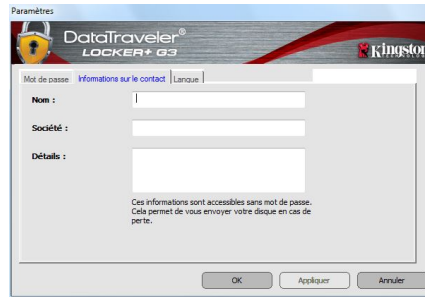 Paramètres
DataTraveler®
LOCKER+ G3
Kingston
Mot de passe Informations sur le contact Langue
Nom :
Société :
Détails :
Ces informations sont accessibles sans mot de passe.
Cela permet de vous envoyer votre disque en cas de
perte.
OK Appliquer Annuler